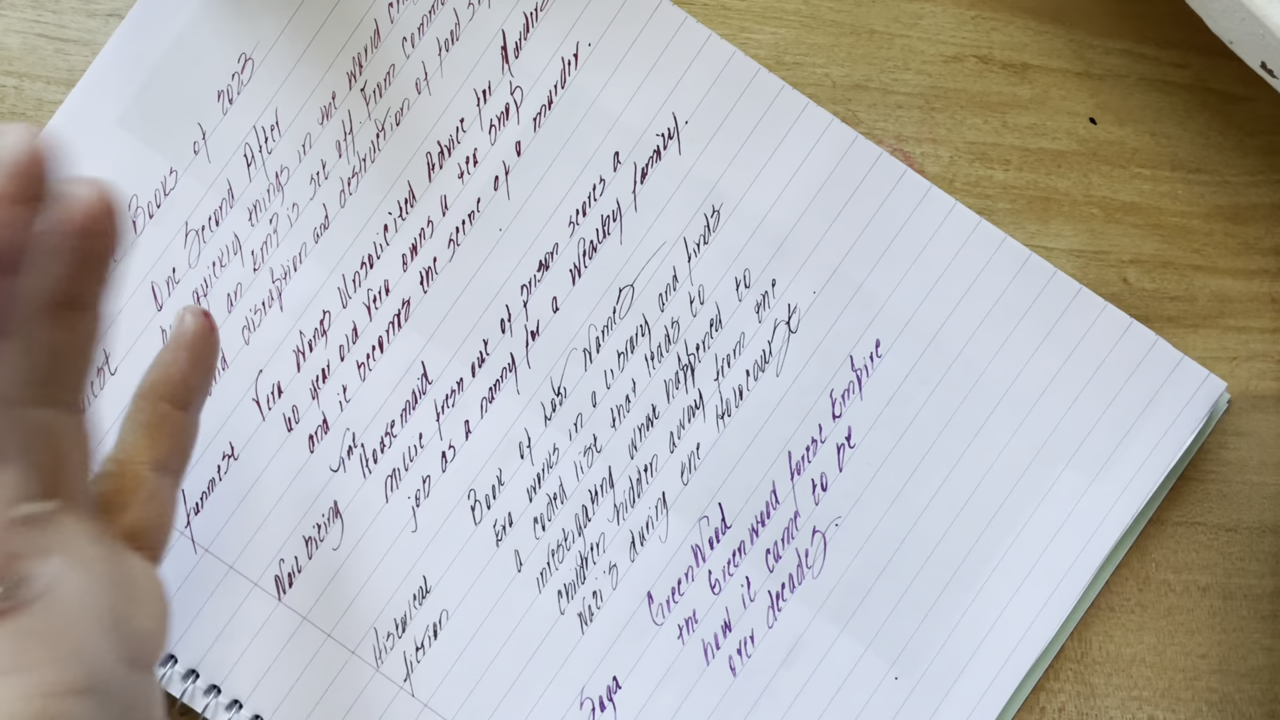 Books of 2023
One Second After
quickly things in the world
an Emp is set off. From
and disruption and destruction of food
funniest
Vera Wongs Unsolicited Advice for
60 year old Vera owns a tea shop
and it becomes the scene of a murder.
Nail biting
The Housemaid
Millie fresh out of prison scores a
job as a nanny for a wealthy family.
Historical fiction
Book of Lost Names
Eva works in a library and finds
a coded list that leads to
investigating what happened to
children hidden away from the
Nazi's during the Holocaust.
Saga
GreenWood
the Greenwood forest Empire
how it came to be
over decades.